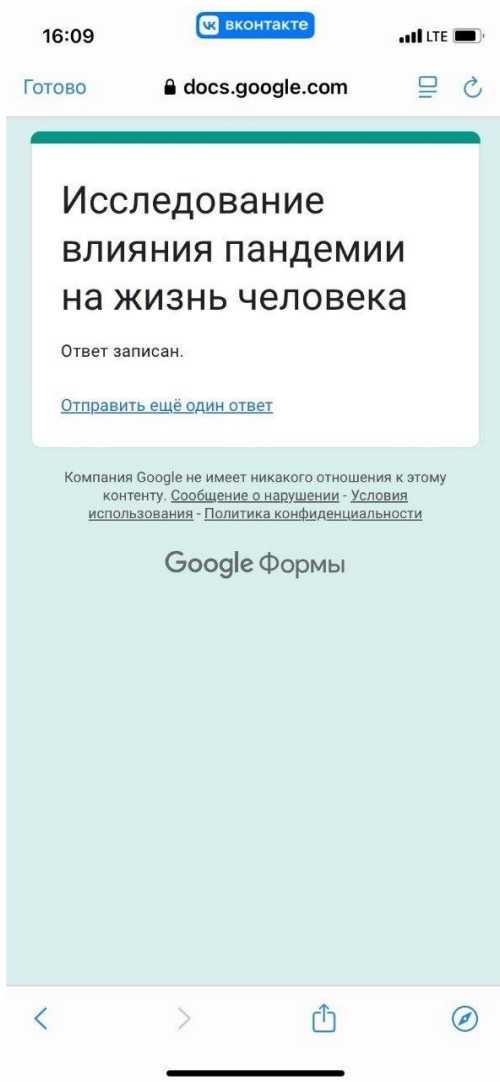 16:09
вконтакте
LTE
Готово
docs.google.com
Исследование
влияния пандемии
на жизнь человека
Ответ записан.
Отправить ещё один ответ
Компания Google не имеет никакого отношения к этому
контенту. Сообщение о нарушении - Условия
использования - Политика конфиденциальности
Google Формы